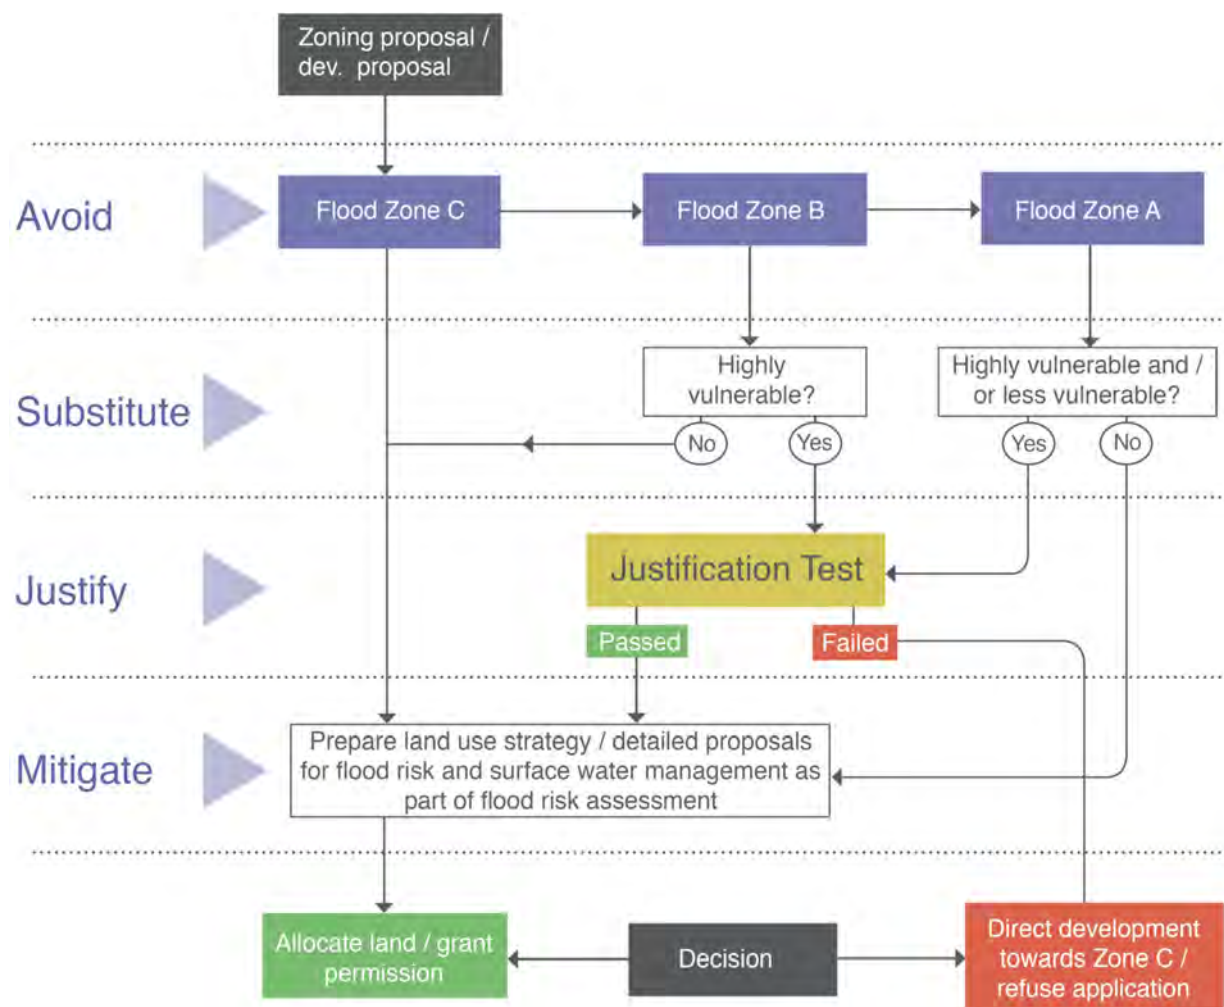 Zoning proposal /
dev. proposal
Avoid
Flood Zone C
Flood Zone B
Flood Zone A
Substitute
Highly
vulnerable?
Highly vulnerable and /
or less vulnerable?
No
Yes
Yes
No
Justify
Justification Test
Passed
Failed
Mitigate
Prepare land use strategy / detailed proposals
for flood risk and surface water management as
part of flood risk assessment
Allocate land / grant
permission
Decision
Direct development
towards Zone C /
refuse application